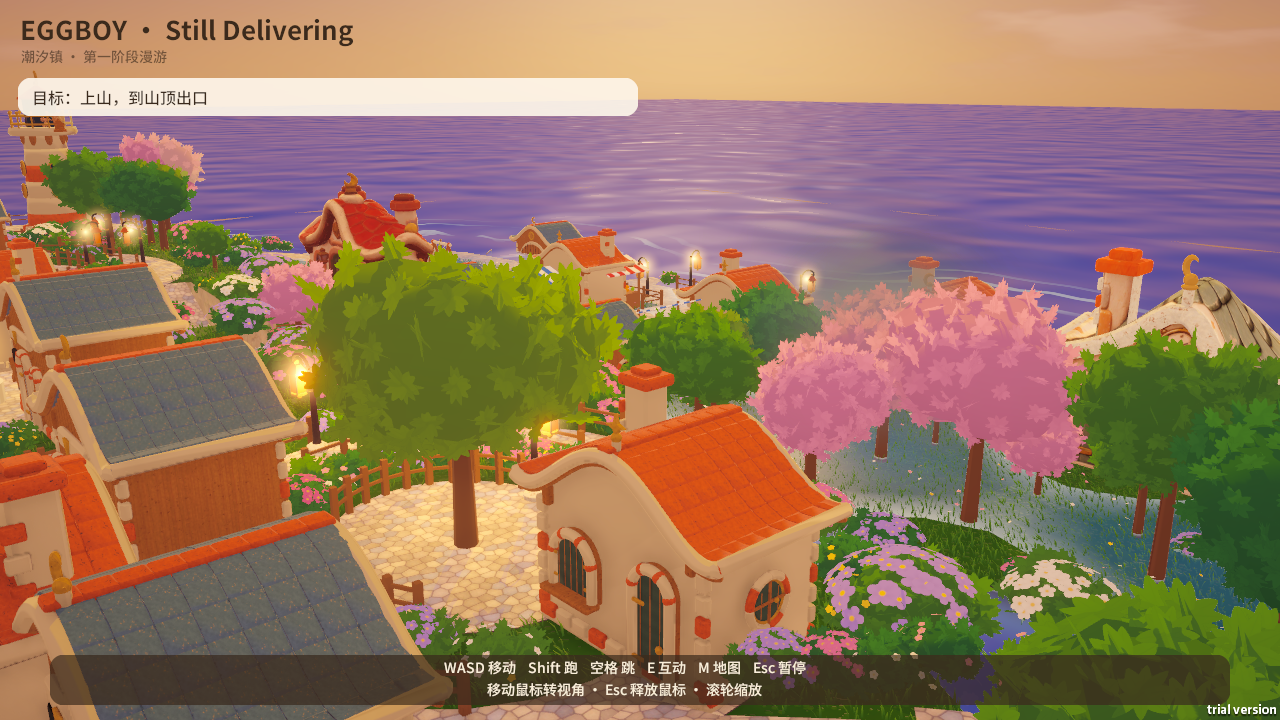 EGGBOY • Still Delivering
潮汐镇 • 第一阶段漫游
目标：上山，到山顶出口
WASD 移动 Shift 跑 空格 跳 E 互动 M 地图 Esc 暂停
移动鼠标转视角 • Esc 释放鼠标 • 滚轮缩放
trial version